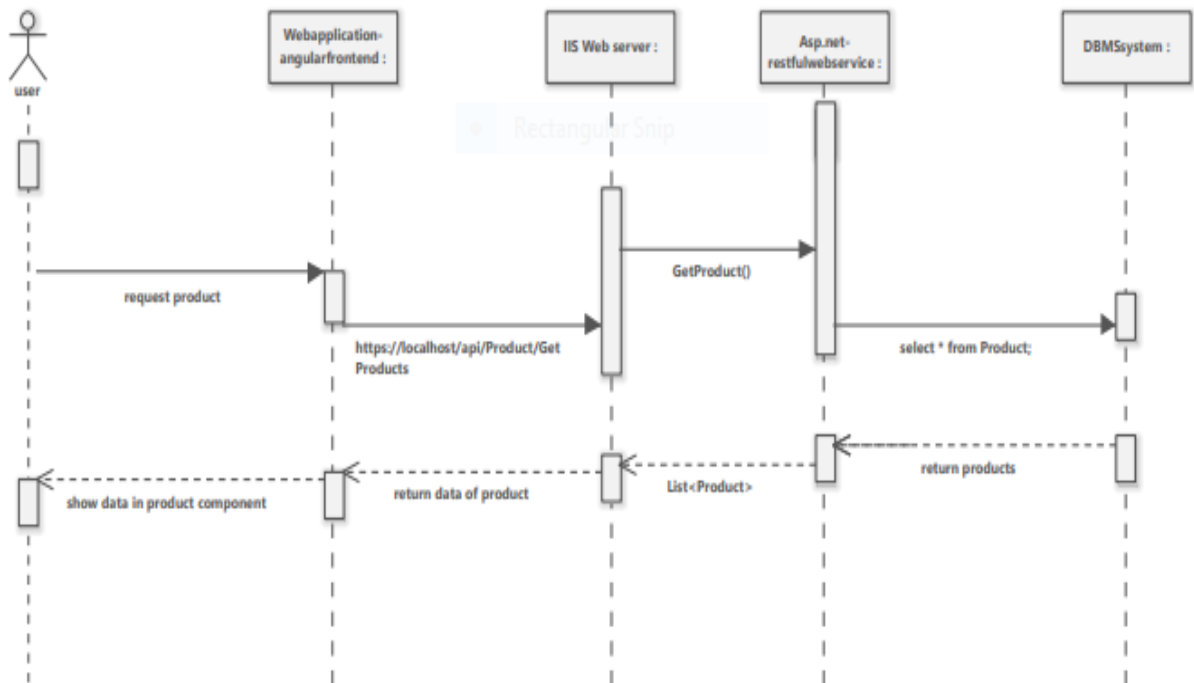 user
Webapplication-
angularfrontend :
IIS Web server :
Asp.net-
restfulwebservice :
DBMSsystem :
Rectangular Snip
GetProduct()
request product
https://localhost/api/Product/Get
Products
select * from Product;
return products
List<Product>
return data of product
show data in product component